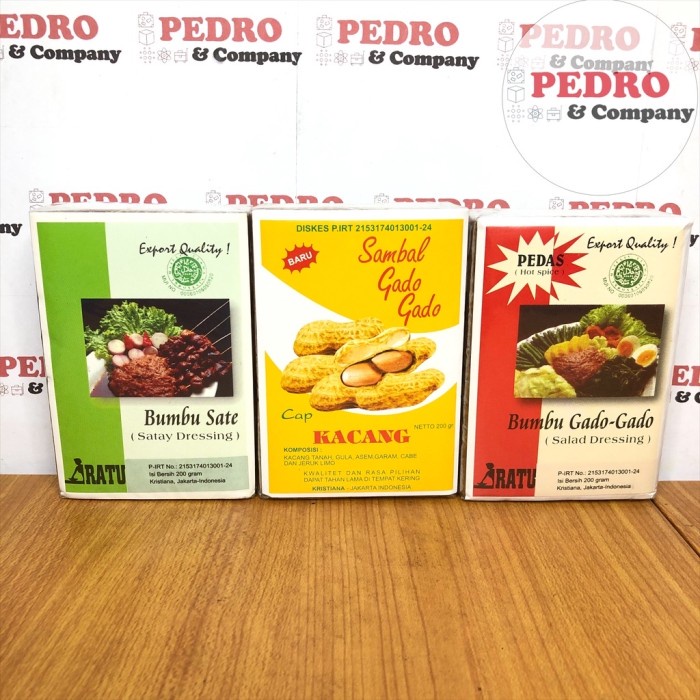 PEDRO
& Company
PEDRO
& Company
PEDRO
& Company
PEDRO
& Company
PEDRO
PEDRO
Company
& Company
& Company
Export Quality !
Bumbu Sate
( Satay Dressing )
RATU
P-IRT No.: 2153174013001-24
Isi Bersih 200 gram
Kristiana, Jakarta-Indonesia
DISKES P.IRT 2153174013001-24
BARU
Sambal
Gado
Gado
Cap
KACANG
NETTO 200 gr
KOMPOSISI :
KACANG TANAH, GULA, ASEM, GARAM, CABE
DAN JERUK LIMO
KWALITET DAN RASA PILIHAN
DAPAT TAHAN LAMA DI TEMPAT KERING
KRISTIANA - JAKARTA INDONESIA
PEDAS
( Hot spice )
Export Quality !
Bumbu Gado-Gado
( Salad Dressing )
RATU
P-IRT No.: 2153174013001-24
Isi Bersih 200 gram
Kristiana, Jakarta-Indonesia